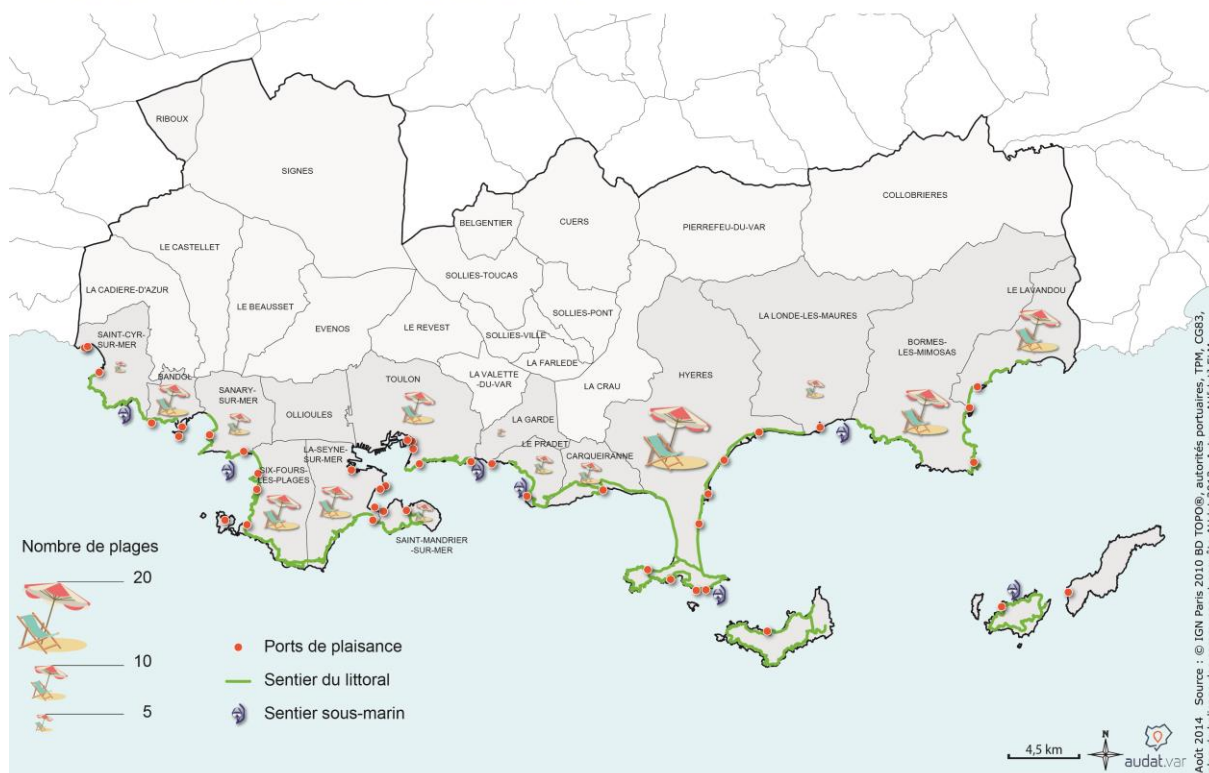 RIBOUX
SIGNES
COLLOBRIERES
BELGENTIER
CUERS
PIERREFEU-DU-VAR
LE CASTELLET
SOLLIES-TOUCAS
LA CADIERE-D'AZUR
LE LAVANDOU
LE BEAUSSET
SOLLIES-PONT
LA LONDE-LES-MAURES
EVENOS
LE REVEST
SAINT-CYR-
SUR-MER
SOLLIES-VILLE
BORMES-
LES-MIMOSAS
LA FARLEDE
BANDOL
TOULON
LA VALETTE
-DU-VAR
HYERES
SANARY-
SUR-MER
LA CRAU
OLLIOULES
LA GARDE
LE PRADET
LA-SEYNE-
SUR-MER
CARQUEIRANNE
SIX-FOURS-
LES-PLAGES
SAINT-MANDRIER
-SUR-MER
Nombre de plages
20
10
5
Ports de plaisance
Sentier du littoral
Sentier sous-marin
4,5 km
N
audat.var
Août 2014 Source : © IGN Paris 2010 BD TOPO®, autorités portuaires, TPM, CG83,